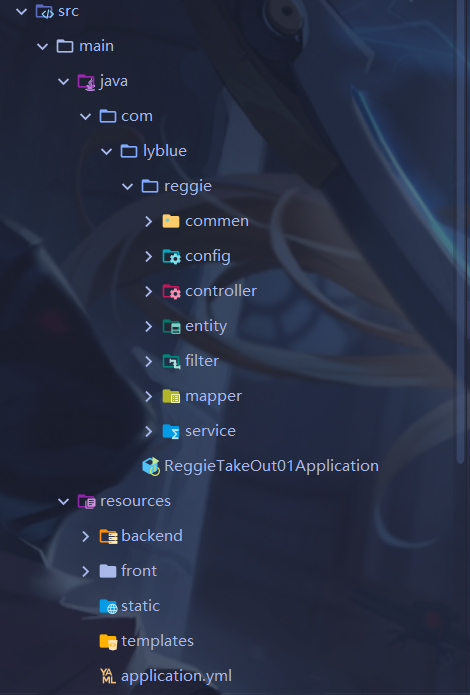 src
main
java
com
lyblue
reggie
commen
config
controller
entity
filter
mapper
service
ReggieTakeOut01Application
resources
backend
front
static
templates
application.yml